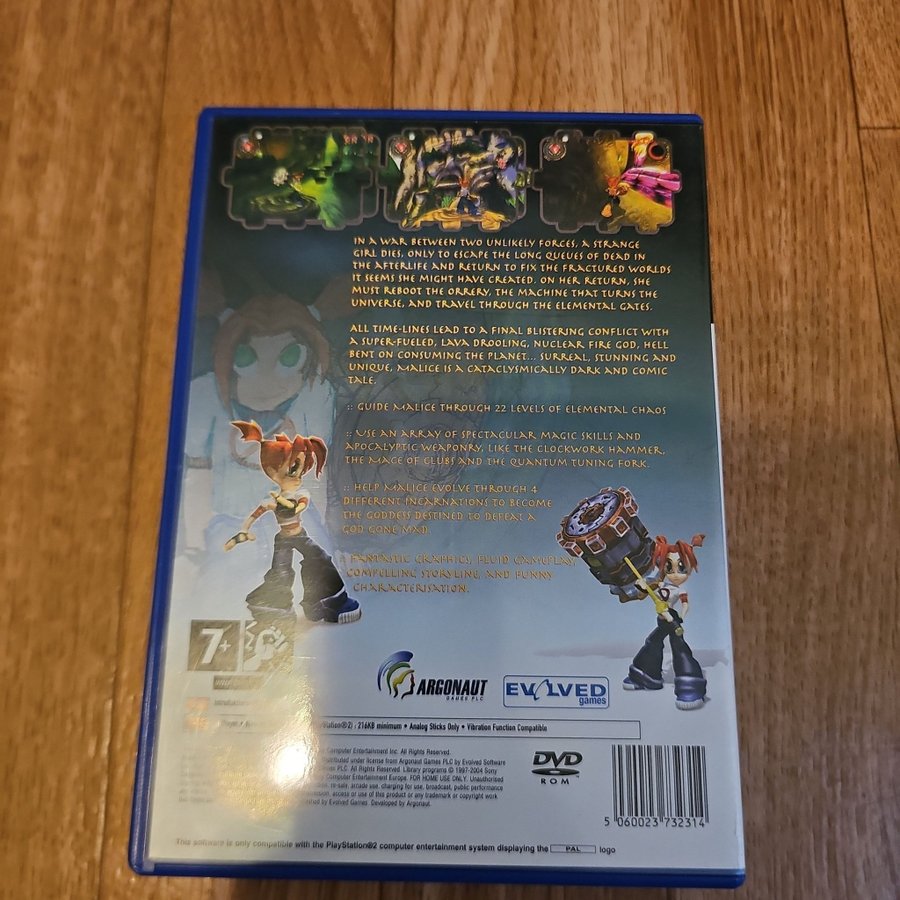 IN A WAR BETWEEN TWO UNLIKELY FORCES, A STRANGE
GIRL DIES, ONLY TO ESCAPE THE LONG QUEUES OF DEAD IN
THE AFTERLIFE AND RETURN TO FIX THE FRACTURED WORLDS
IT SEEMS SHE MIGHT HAVE CREATED. ON HER RETURN, SHE
MUST REBOOT THE ORRERY, THE MACHINE THAT TURNS THE
UNIVERSE, AND TRAVEL THROUGH THE ELEMENTAL GATES.
ALL TIME-LINES LEAD TO A FINAL BLISTERING CONFLICT WITH
A SUPER-FUELED, LAVA DROOLING, NUCLEAR FIRE GOD, HELL
BENT ON CONSUMING THE PLANET... SURREAL, STUNNING AND
UNIQUE, MALICE IS A CATACLYSMICALLY DARK AND COMIC
TALE.
:: GUIDE MALICE THROUGH 22 LEVELS OF ELEMENTAL CHAOS
:: USE AN ARRAY OF SPECTACULAR MAGIC SKILLS AND
APOCALYPTIC WEAPONRY, LIKE THE CLOCKWORK HAMMER,
THE MACE OF CLUBS AND THE QUANTUM TUNING FORK.
:: HELP MALICE EVOLVE THROUGH 4
DIFFERENT INCARNATIONS TO BECOME
THE GODDESS DESTINED TO DEFEAT A
GOD GONE MAD.
: FANTASTIC GRAPHICS, FLUID GAMEPLAY,
COMPELLING STORYLINE, AND FUNNY
CHARACTERISATION.
7+
ARGONAUT
GAMES PLC
EVOLVED
games
Player
Station®2): 216KB minimum • Analog Sticks Only • Vibration Function Compatible
Computer Entertainment Inc. All Rights Reserved.
under license from Argonaut Games PLC by Evolved Software
PLC. All Rights Reserved. Library programs © 1997-2004 Sony
Computer Entertainment Europe. FOR HOME USE ONLY. Unauthorised
re-sale, arcade use, charging for use, broadcast, public performance
access or use of this product or any trademark or copyright work
by Evolved Games. Developed by Argonaut.
DVD
ROM
5 060023 732314
This software is only compatible with the PlayStation®2 computer entertainment system displaying the PAL logo